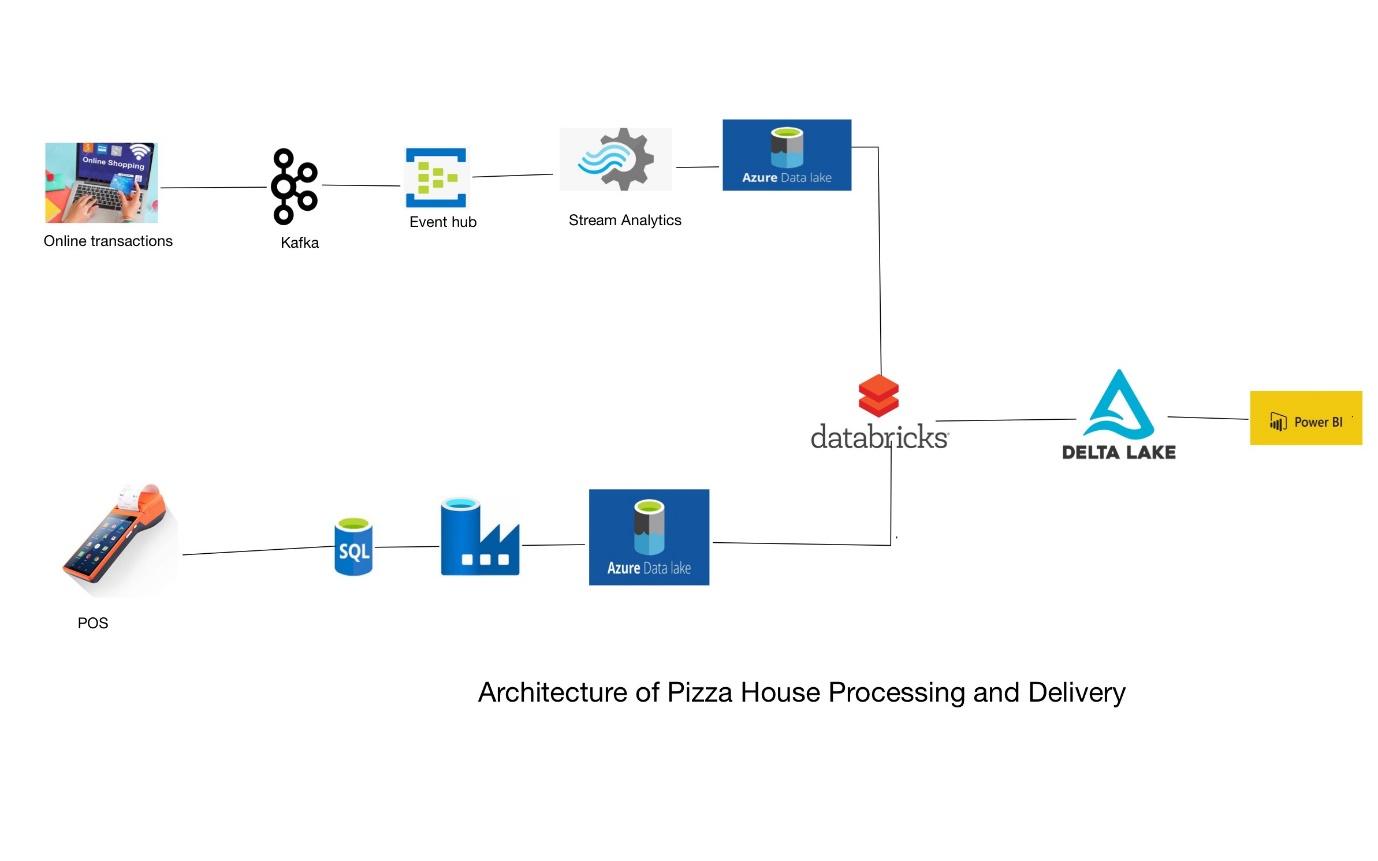 Online Shopping
Online transactions
Kafka
Event hub
Stream Analytics
Azure Data lake
databricks
DELTA LAKE
Power BI
POS
SQL
Azure Data lake
Architecture of Pizza House Processing and Delivery